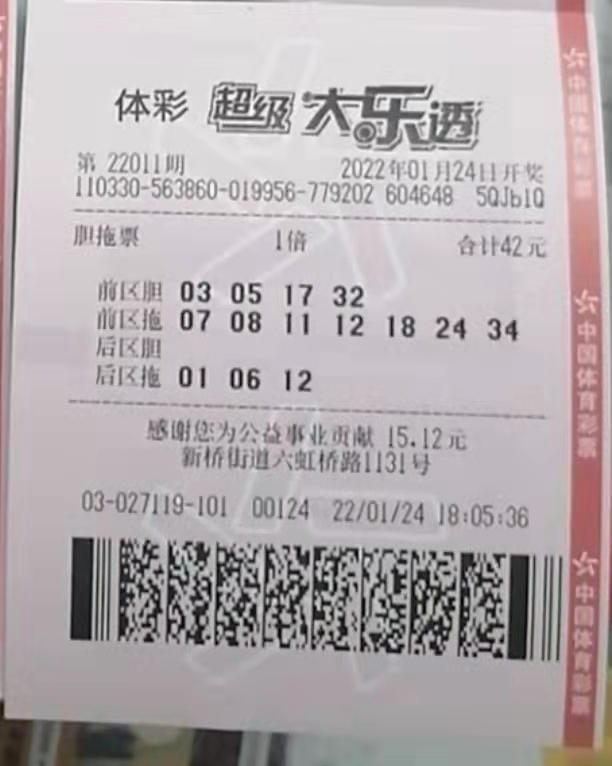 体彩 超级大乐透
第 22011期 2022年01月24日开奖
110330-563860-019956-779202 604648 5QJb1Q
胆拖票 1倍 合计42元
前区胆 03 05 17 32
前区拖 07 08 11 12 18 24 34
后区胆
后区拖 01 06 12
感谢您为公益事业贡献 15.12元
新桥街道六虹桥路1131号
03-027119-101 00124 22/01/24 18:05:36
中国体育彩票
中国体育彩票
中国体育彩票